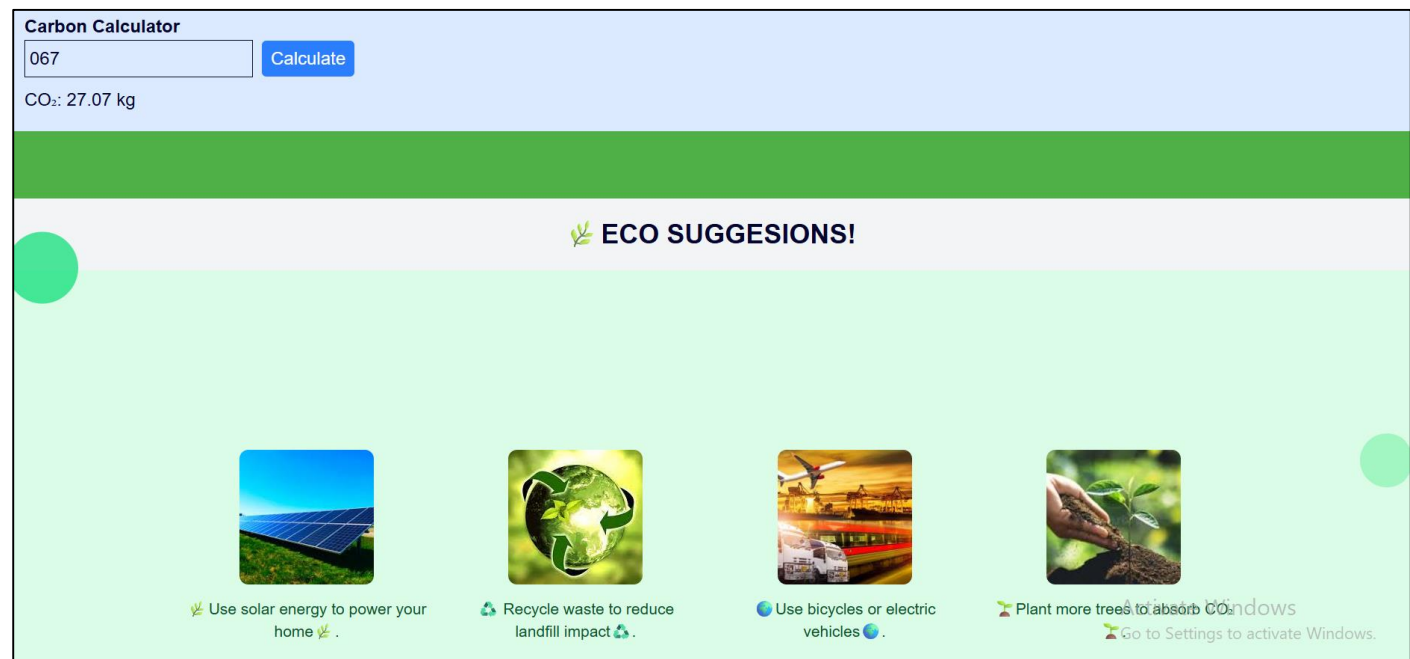 Carbon Calculator
067
Calculate
CO₂: 27.07 kg
🌿 ECO SUGGESIONS!
🌿 Use solar energy to power your
home🌿 .
♻️ Recycle waste to reduce
landfill impact♻️ .
🌍 Use bicycles or electric
vehicles🌍 .
🌱 Plant more trees to absorb CO₂
🌱 .
Activate Windows
Go to Settings to activate Windows.